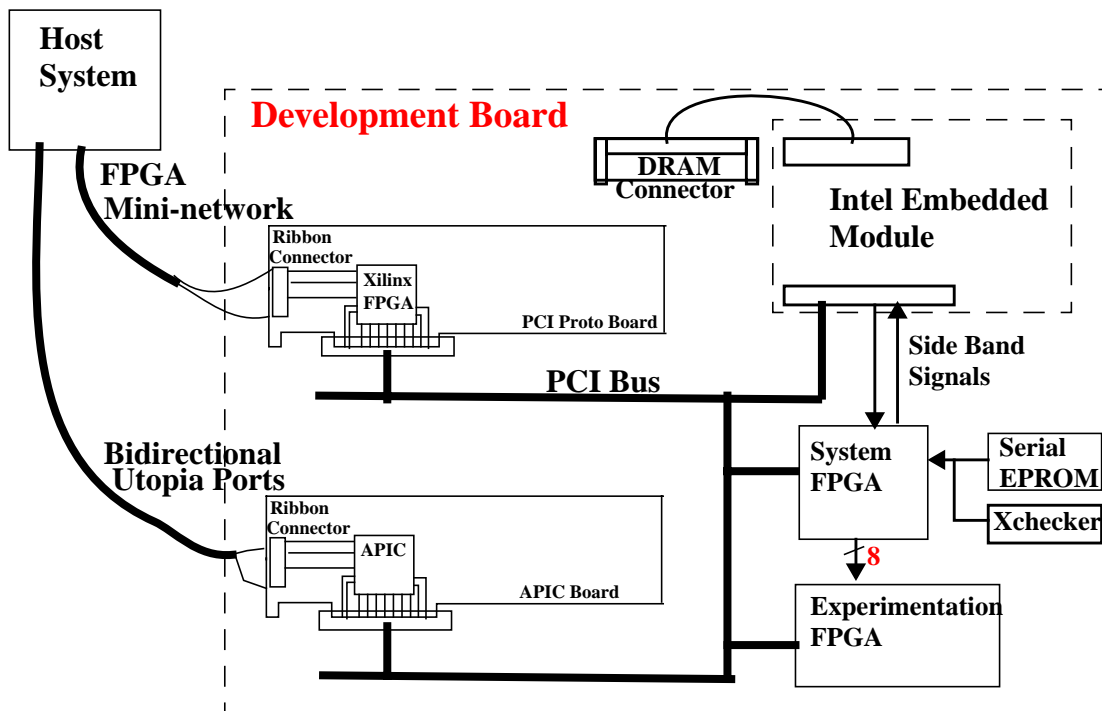 Host
System
Development Board
DRAM
Connector
Intel Embedded
Module
FPGA
Mini-network
Ribbon
Connector
Xilinx
FPGA
PCI Proto Board
Side Band
Signals
PCI Bus
Bidirectional
Utopia Ports
System
FPGA
Serial
EPROM
Xchecker
Ribbon
Connector
APIC
APIC Board
8
Experimentation
FPGA